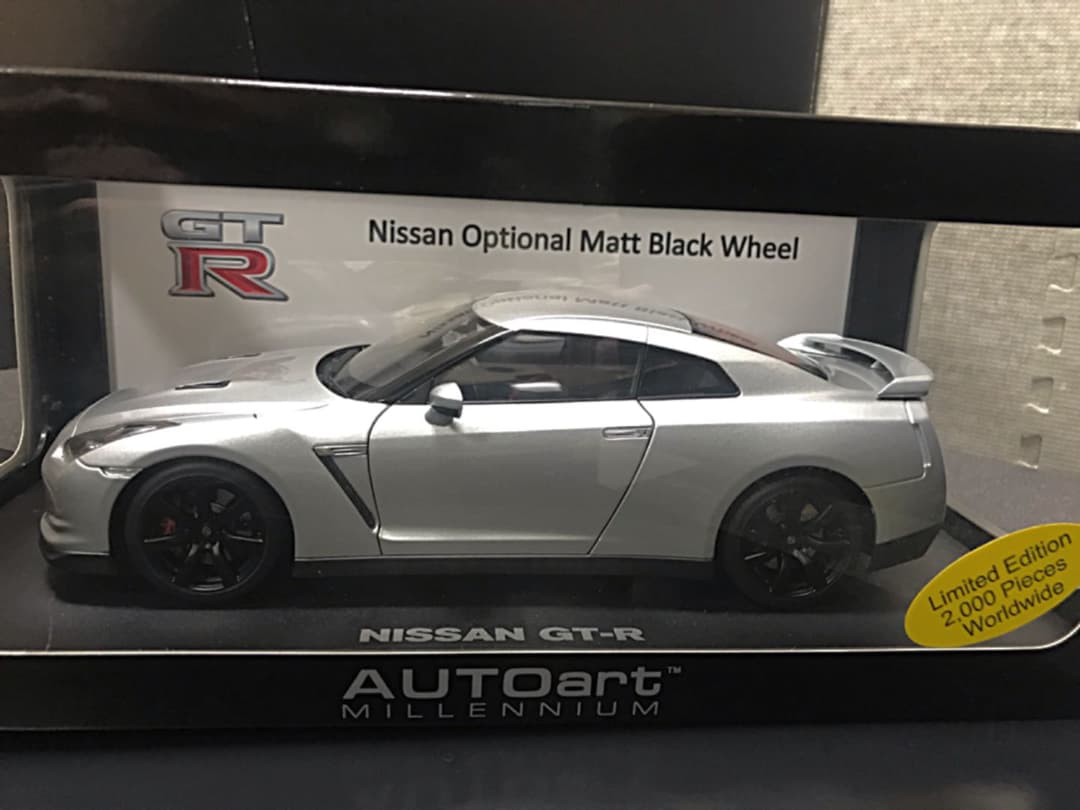 GT
R
Nissan Optional Matt Black Wheel
NISSAN GT-R
Limited Edition
2,000 Pieces
Worldwide
AUTOart™
MILLENNIUM